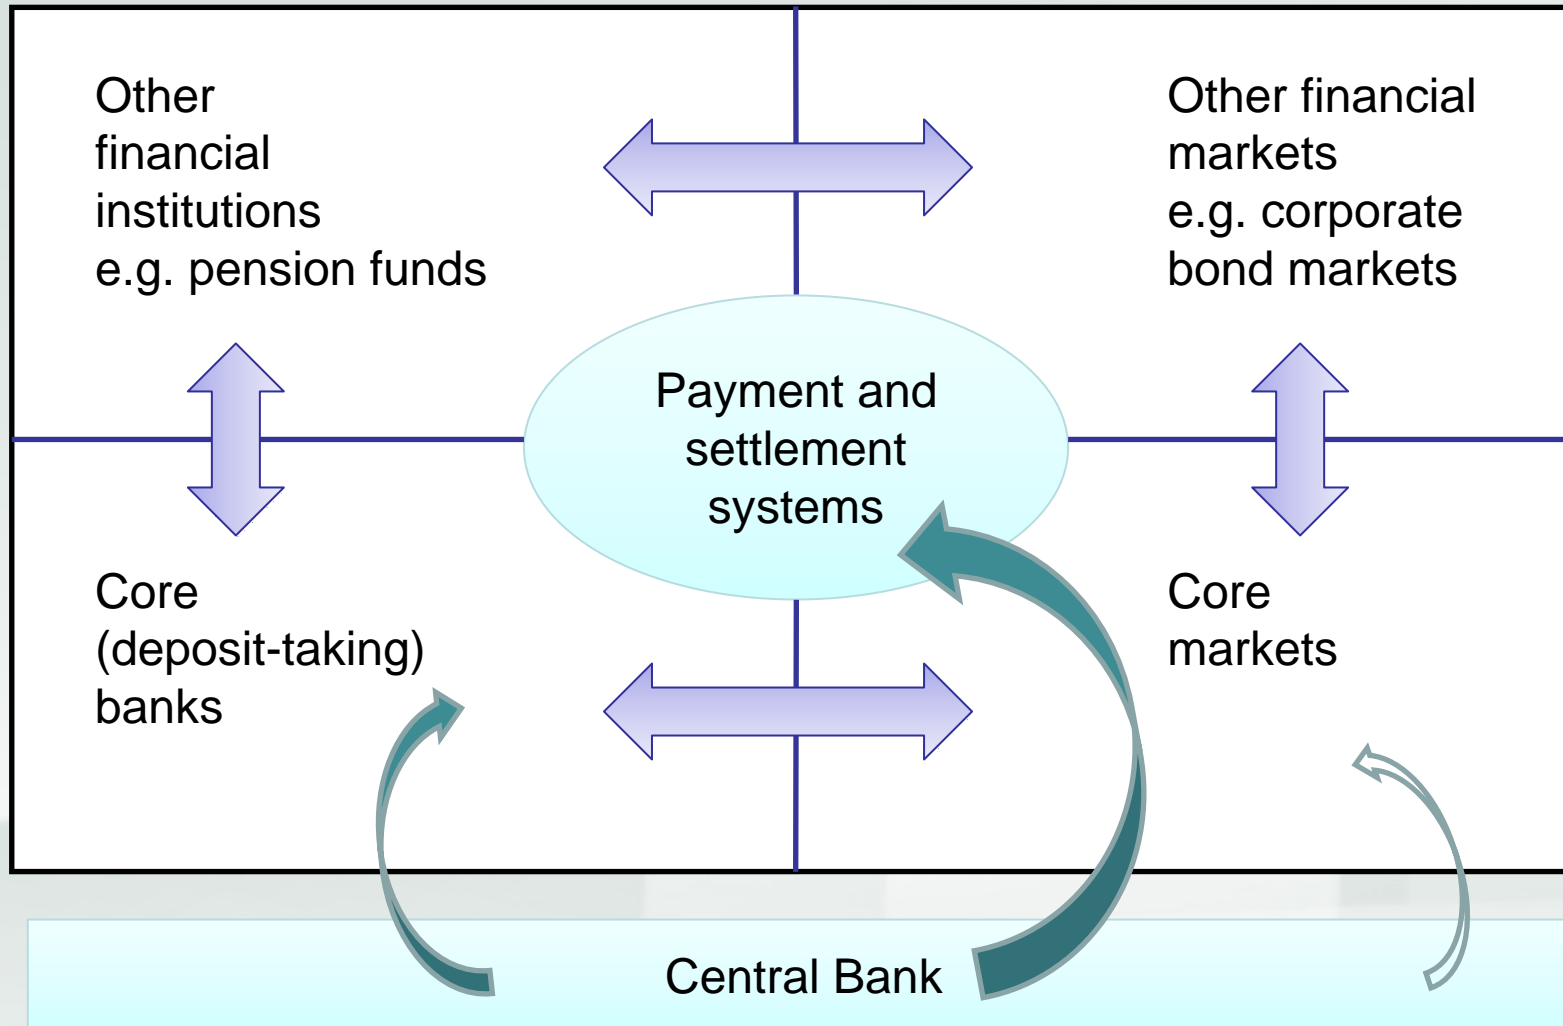 Other
financial
institutions
e.g. pension funds
Other financial
markets
e.g. corporate
bond markets
Payment and
settlement
systems
Core
(deposit-taking)
banks
Core
markets
Central Bank